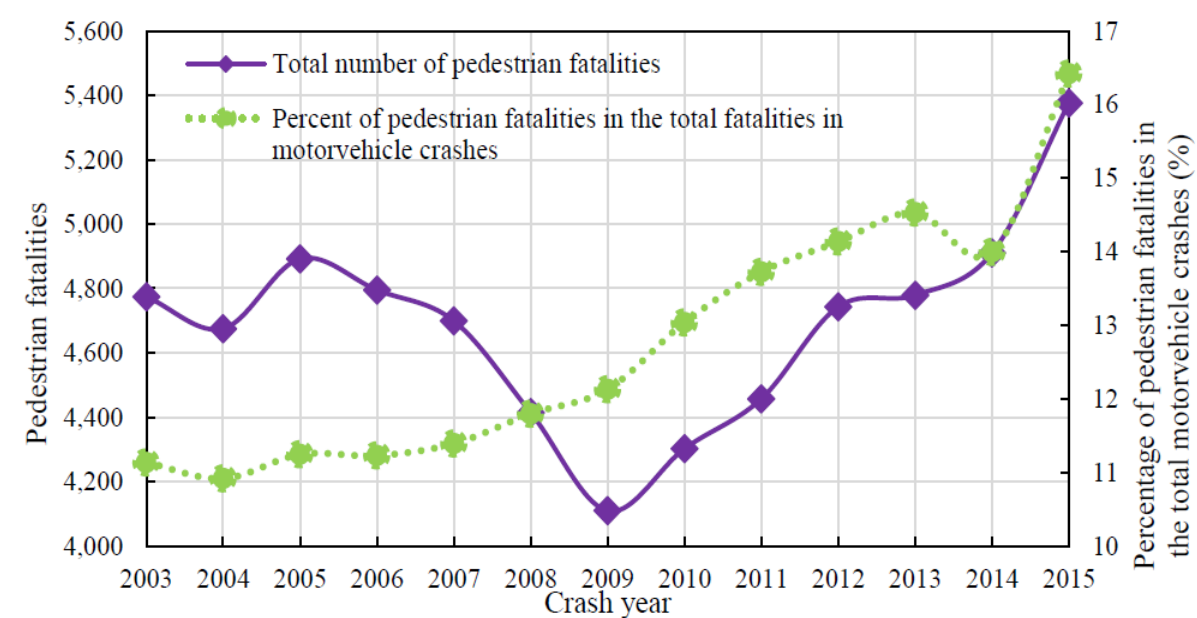 5,600
5,400
5,200
5,000
4,800
4,600
4,400
4,200
4,000
Pedestrian fatalities
Total number of pedestrian fatalities
Percent of pedestrian fatalities in the total fatalities in
motorvehicle crashes
17
16
15
14
13
12
11
10
Percentage of pedestrian fatalities in
the total motorvehicle crashes (%)
2003 2004 2005 2006 2007 2008 2009 2010 2011 2012 2013 2014 2015
Crash year